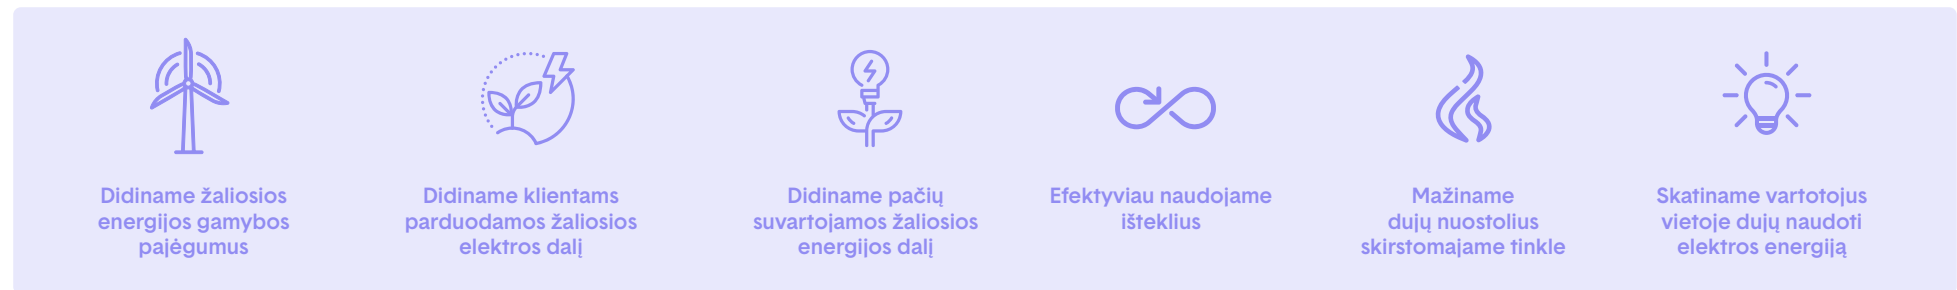 Didiname žaliosios
energijos gamybos
pajėgumus
Didiname klientams
parduodamos žaliosios
elektros dalį
Didiname pačių
suvartojamos žaliosios
energijos dalį
Efektyviau naudojame
išteklius
Mažiname
dujų nuostolius
skirstomajame tinkle
Skatiname vartotojus
vietoje dujų naudoti
elektros energiją